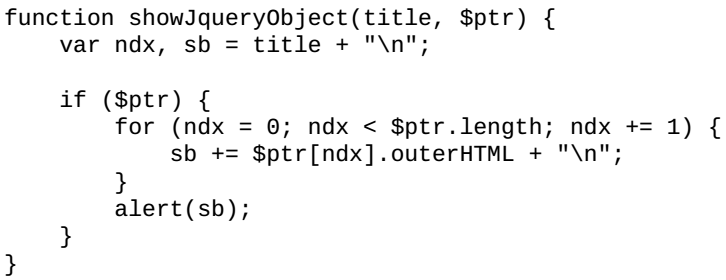 function showJqueryObject(title, $ptr) {
    var ndx, sb = title + "\n";

    if ($ptr) {
        for (ndx = 0; ndx < $ptr.length; ndx += 1) {
            sb += $ptr[ndx].outerHTML + "\n";
        }
        alert(sb);
    }
}